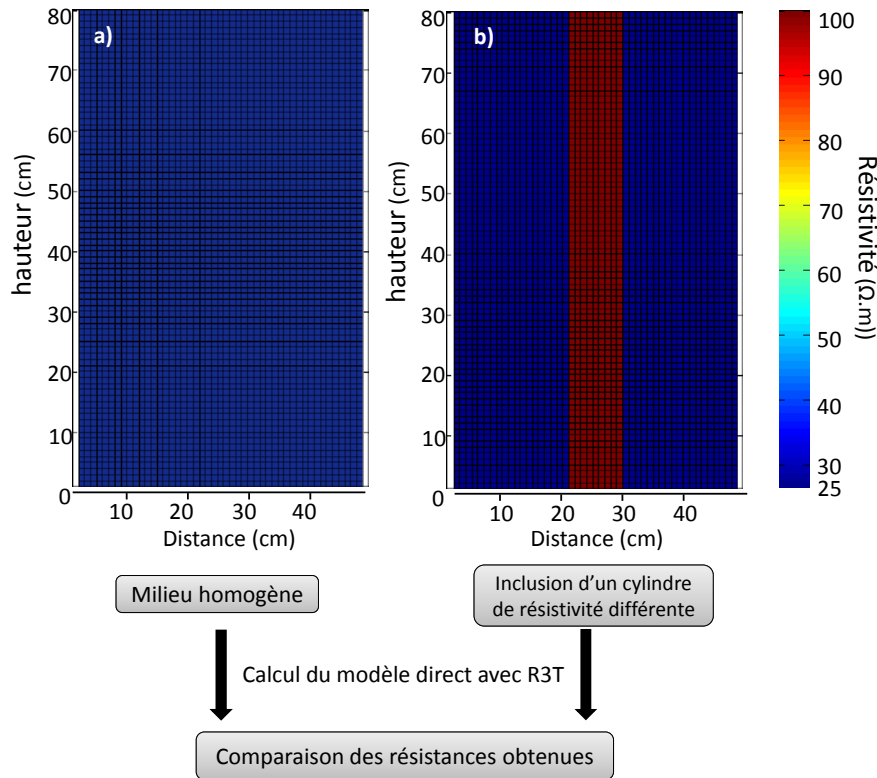 a)
80
70
60
50
40
30
20
10
0
hauteur (cm)
10 20 30 40
Distance (cm)
b)
80
70
60
50
40
30
20
10
0
hauteur (cm)
10 20 30 40
Distance (cm)
100
90
80
70
60
50
40
30
25
Résistivité (Ω.m))
Milieu homogène
Inclusion d’un cylindre
de résistivité différente
Calcul du modèle direct avec R3T
Comparaison des résistances obtenues